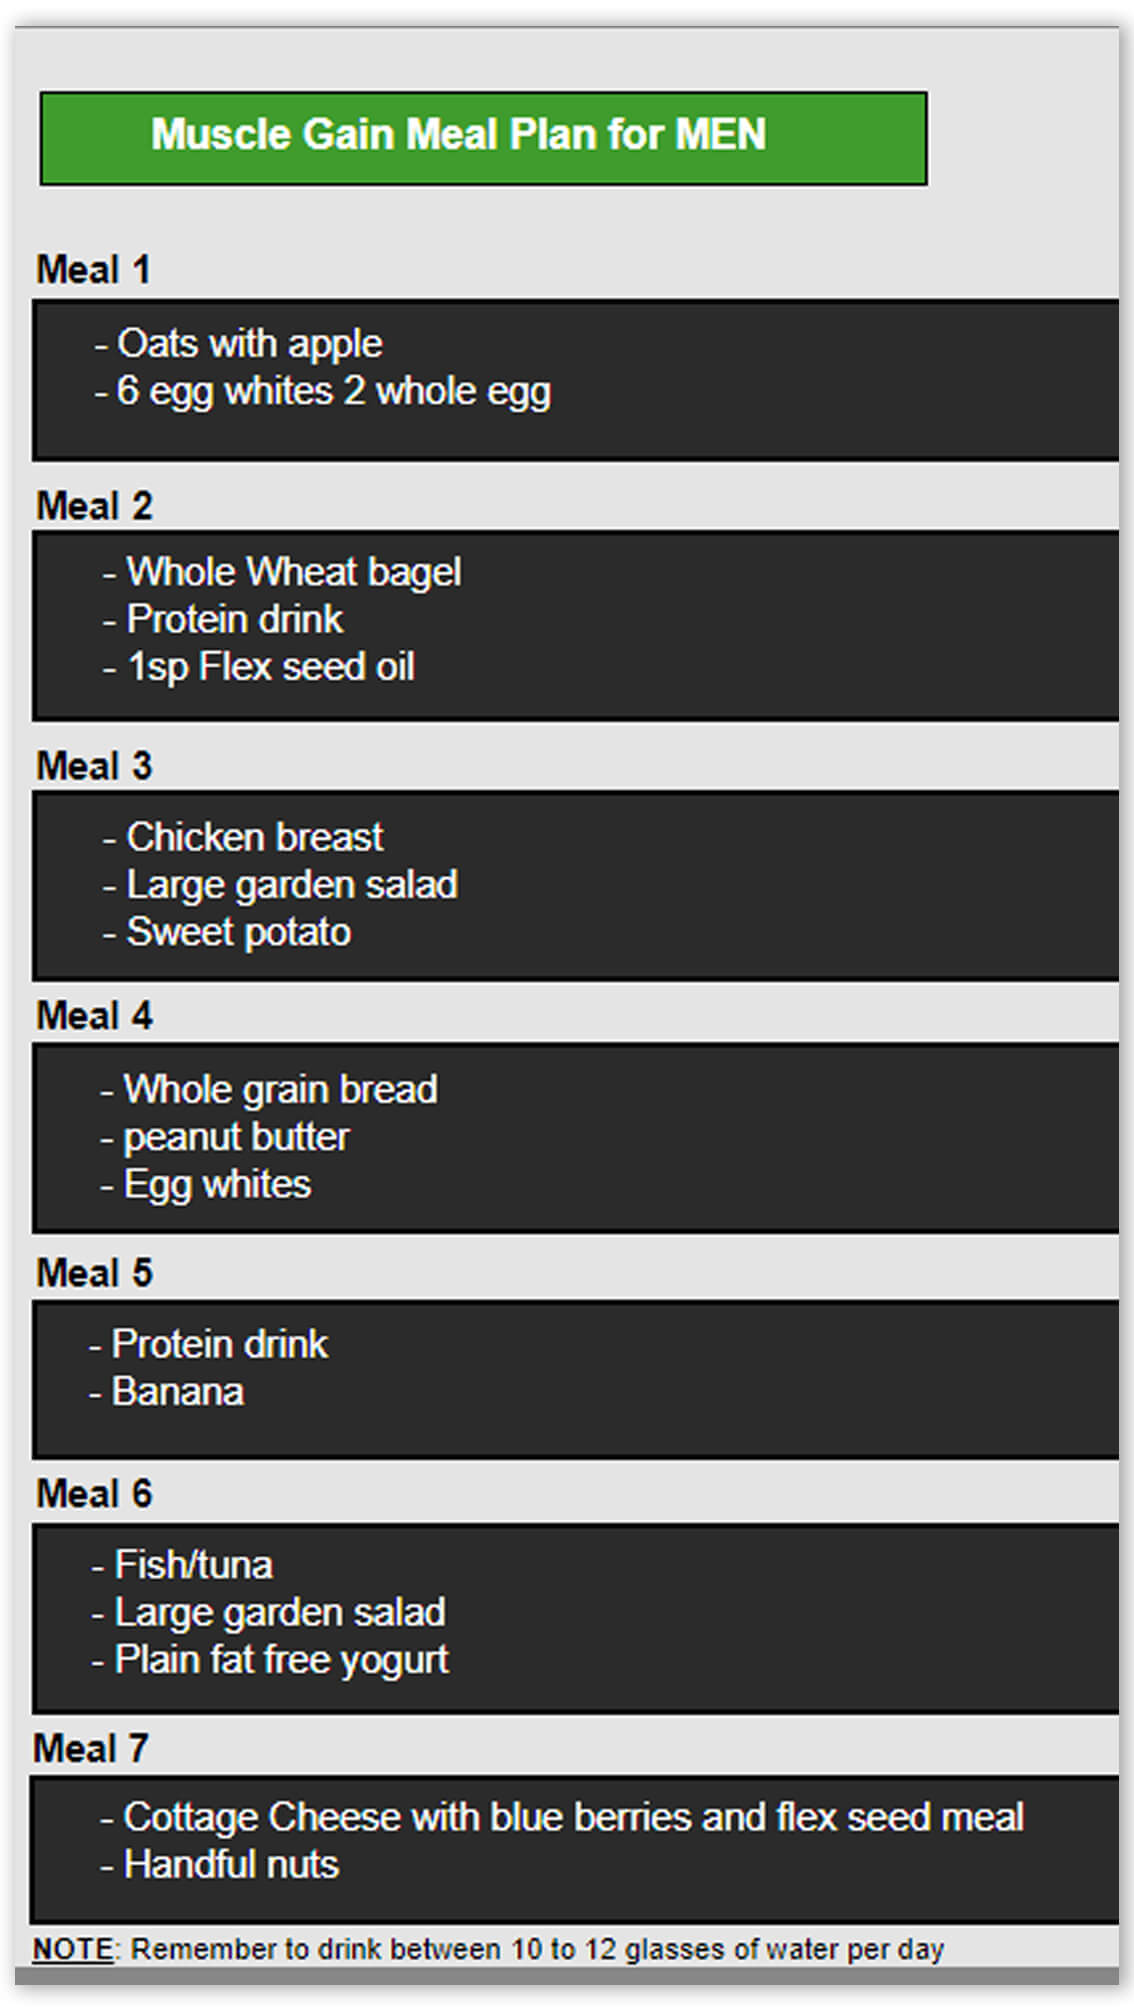 Muscle Gain Meal Plan for MEN
Meal 1
- Oats with apple
- 6 egg whites 2 whole egg
Meal 2
- Whole Wheat bagel
- Protein drink
- 1sp Flex seed oil
Meal 3
- Chicken breast
- Large garden salad
- Sweet potato
Meal 4
- Whole grain bread
- peanut butter
- Egg whites
Meal 5
- Protein drink
- Banana
Meal 6
- Fish/tuna
- Large garden salad
- Plain fat free yogurt
Meal 7
- Cottage Cheese with blue berries and flex seed meal
- Handful nuts
NOTE: Remember to drink between 10 to 12 glasses of water per day